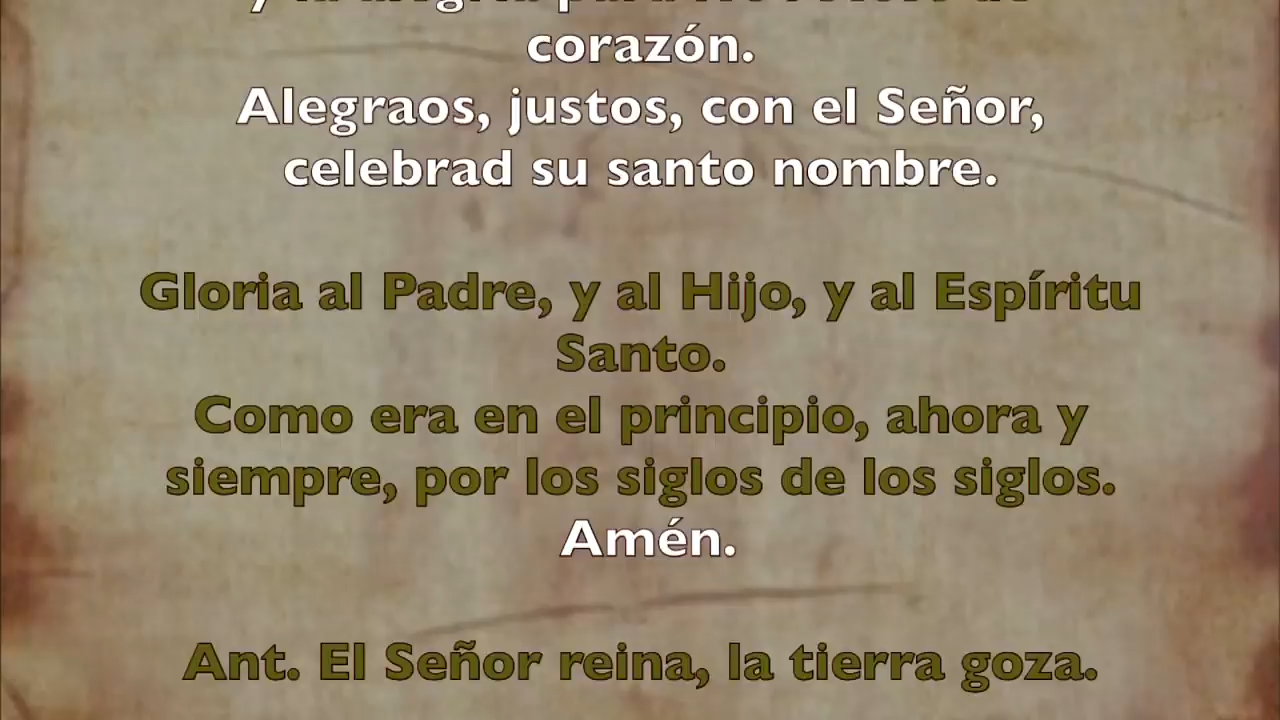 corazón.
Alegraos, justos, con el Señor,
celebrad su santo nombre.
Gloria al Padre, y al Hijo, y al Espíritu
Santo.
Como era en el principio, ahora y
siempre, por los siglos de los siglos.
Amén.
Ant. El Señor reina, la tierra goza.